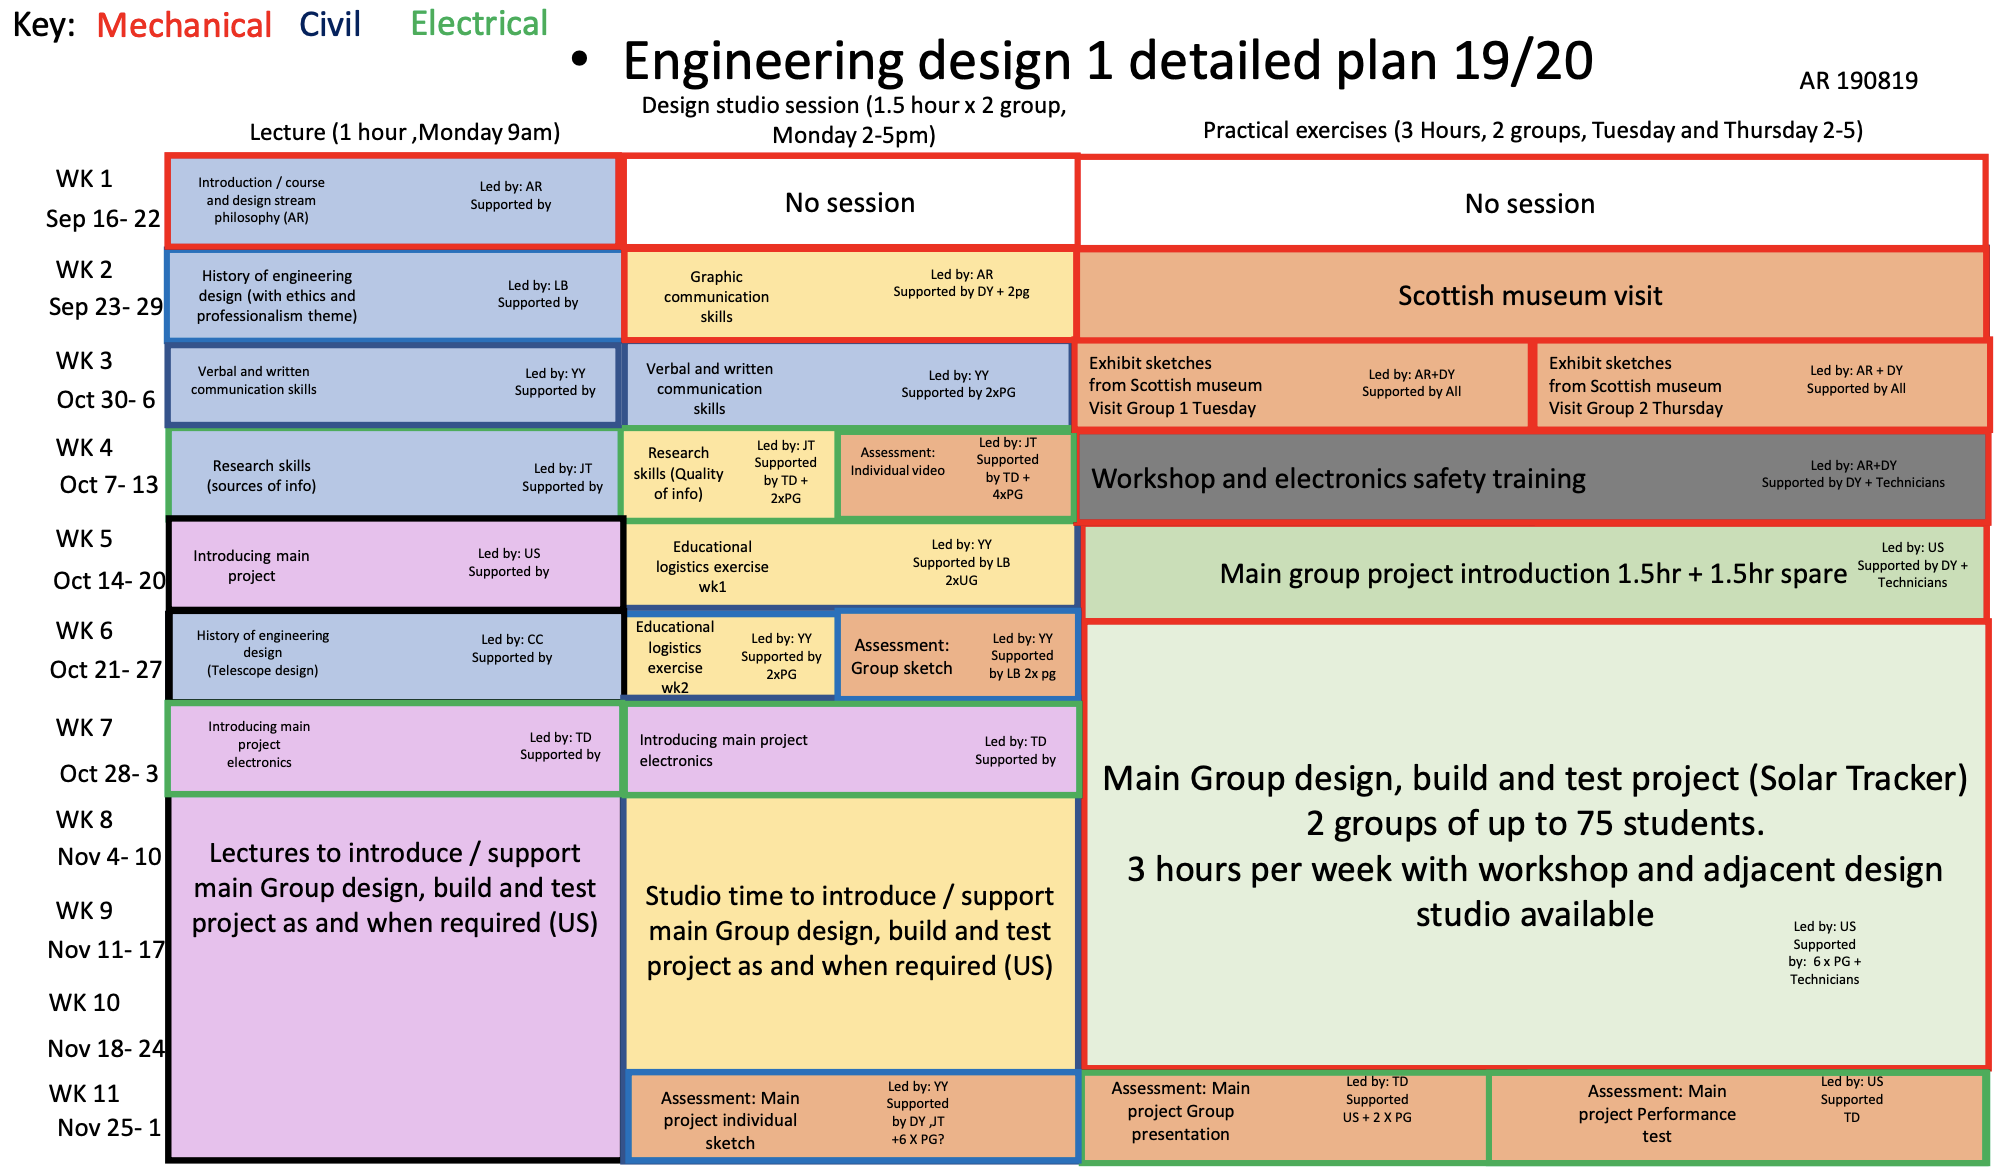 Key: Mechanical Civil Electrical
• Engineering design 1 detailed plan 19/20
AR 190819
Lecture (1 hour ,Monday 9am)
Design studio session (1.5 hour x 2 group,
Monday 2-5pm)
Practical exercises (3 Hours, 2 groups, Tuesday and Thursday 2-5)
WK 1
Sep 16- 22
Introduction / course
and design stream
philosophy (AR)
Led by: AR
Supported by
No session
No session
WK 2
Sep 23- 29
History of engineering
design (with ethics and
professionalism theme)
Led by: LB
Supported by
Graphic
communication
skills
Led by: AR
Supported by DY + 2pg
Scottish museum visit
WK 3
Oct 30- 6
Verbal and written
communication skills
Led by: YY
Supported by
Verbal and written
communication
skills
Led by: YY
Supported by 2xPG
Exhibit sketches
from Scottish museum
Visit Group 1 Tuesday
Led by: AR+DY
Supported by All
Exhibit sketches
from Scottish museum
Visit Group 2 Thursday
Led by: AR + DY
Supported by All
WK 4
Oct 7- 13
Research skills
(sources of info)
Led by: JT
Supported by
Research
skills (Quality
of info)
Led by: JT
Supported
by TD +
2xPG
Assessment:
Individual video
Led by: JT
Supported
by TD +
4xPG
Workshop and electronics safety training
Led by: AR+DY
Supported by DY + Technicians
WK 5
Oct 14- 20
Introducing main
project
Led by: US
Supported by
Educational
logistics exercise
wk1
Led by: YY
Supported by LB
2xUG
Main group project introduction 1.5hr + 1.5hr spare
Led by: US
Supported by DY +
Technicians
WK 6
Oct 21- 27
History of engineering
design
(Telescope design)
Led by: CC
Supported by
Educational
logistics
exercise
wk2
Led by: YY
Supported by
2xPG
Assessment:
Group sketch
Led by: YY
Supported
by LB 2x pg
WK 7
Oct 28- 3
Introducing main
project
electronics
Led by: TD
Supported by
Introducing main project
electronics
Led by: TD
Supported by
Main Group design, build and test project (Solar Tracker)
2 groups of up to 75 students.
3 hours per week with workshop and adjacent design
studio available
Led by: US
Supported
by: 6 x PG +
Technicians
WK 8
Nov 4- 10
Lectures to introduce / support
main Group design, build and test
project as and when required (US)
Studio time to introduce / support
main Group design, build and test
project as and when required (US)
WK 9
Nov 11- 17
WK 10
Nov 18- 24
WK 11
Nov 25- 1
Assessment: Main
project individual
sketch
Led by: YY
Supported
by DY ,JT
+6 X PG?
Assessment: Main
project Group
presentation
Led by: TD
Supported
US + 2 X PG
Assessment: Main
project Performance
test
Led by: US
Supported
TD